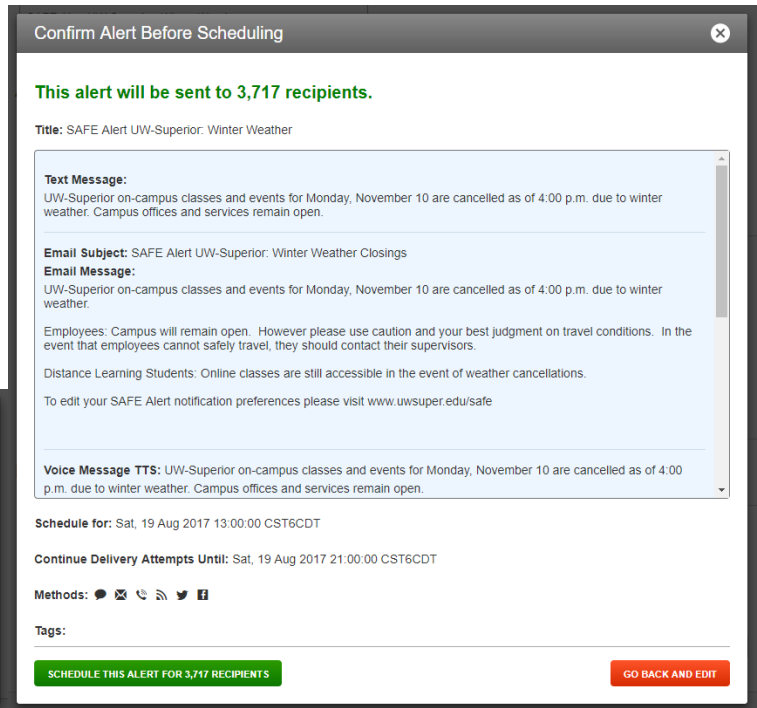 Confirm Alert Before Scheduling
This alert will be sent to 3,717 recipients.
Title: SAFE Alert UW-Superior: Winter Weather
Text Message:
UW-Superior on-campus classes and events for Monday, November 10 are cancelled as of 4:00 p.m. due to winter
weather. Campus offices and services remain open.
Email Subject: SAFE Alert UW-Superior: Winter Weather Closings
Email Message:
UW-Superior on-campus classes and events for Monday, November 10 are cancelled as of 4:00 p.m. due to winter
weather.
Employees: Campus will remain open.  However please use caution and your best judgment on travel conditions.  In the
event that employees cannot safely travel, they should contact their supervisors.
Distance Learning Students: Online classes are still accessible in the event of weather cancellations.
To edit your SAFE Alert notification preferences please visit www.uwsuper.edu/safe
Voice Message TTS: UW-Superior on-campus classes and events for Monday, November 10 are cancelled as of 4:00
p.m. due to winter weather. Campus offices and services remain open.
Schedule for: Sat, 19 Aug 2017 13:00:00 CST6CDT
Continue Delivery Attempts Until: Sat, 19 Aug 2017 21:00:00 CST6CDT
Methods:
Tags:
SCHEDULE THIS ALERT FOR 3,717 RECIPIENTS
GO BACK AND EDIT